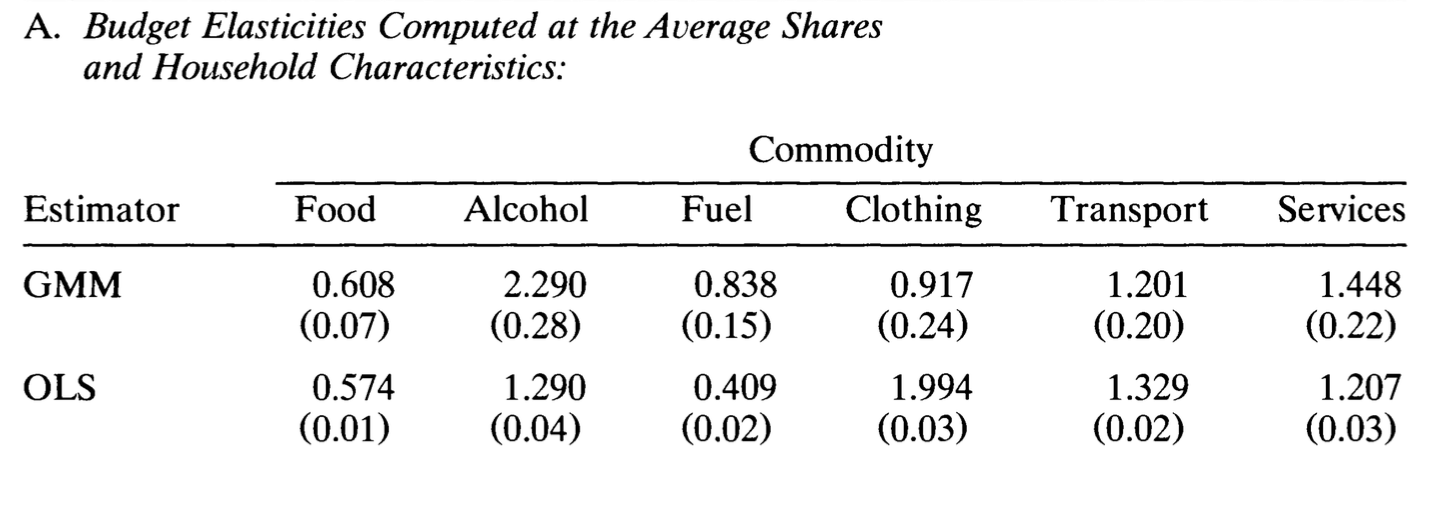 A. Budget Elasticities Computed at the Average Shares
and Household Characteristics:
Commodity
Estimator Food Alcohol Fuel Clothing Transport Services
GMM 0.608 2.290 0.838 0.917 1.201 1.448
(0.07) (0.28) (0.15) (0.24) (0.20) (0.22)
OLS 0.574 1.290 0.409 1.994 1.329 1.207
(0.01) (0.04) (0.02) (0.03) (0.02) (0.03)